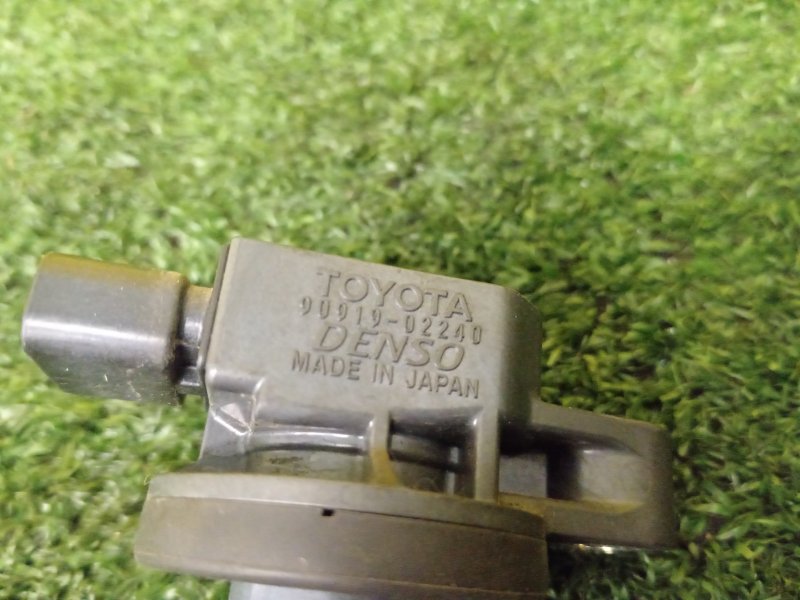 TOYOTA
90919-02240
DENSO
MADE IN JAPAN